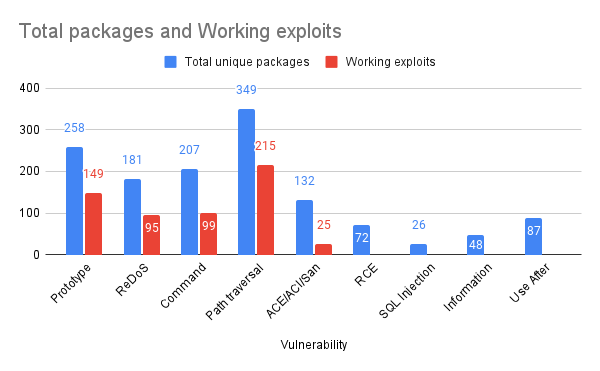 Total packages and Working exploits
Total unique packages
Working exploits
400
300
200
100
0
258
149
181
95
207
99
349
215
132
25
72
26
48
87
Prototype
ReDoS
Command
Path traversal
ACE/ACI/San
RCE
SQL Injection
Information
Use After
Vulnerability